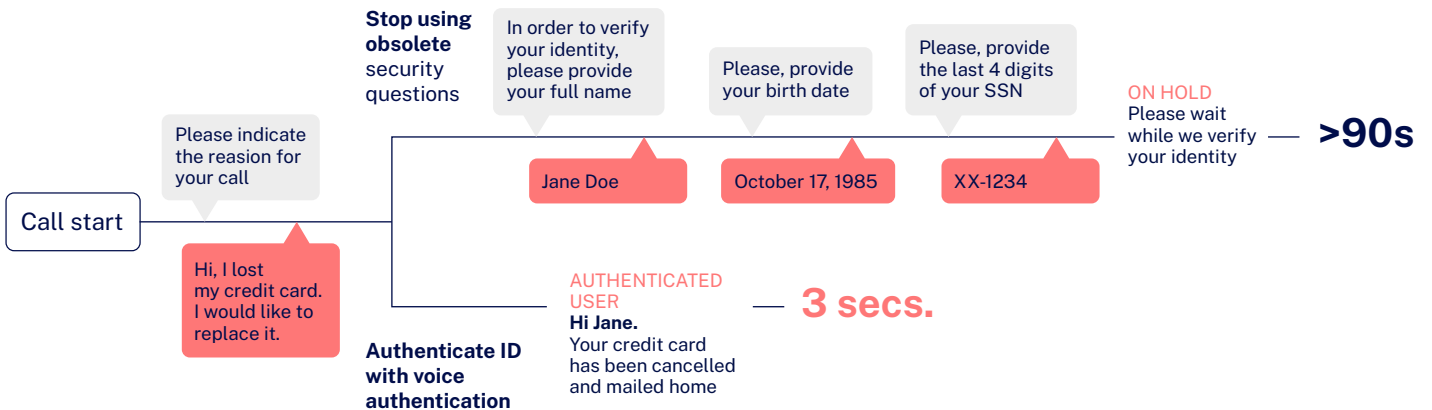 Call start
Please indicate
the reason for
your call
Hi, I lost
my credit card.
I would like to
replace it.
Stop using
obsolete
security
questions
In order to verify
your identity,
please provide
your full name
Jane Doe
Please, provide
your birth date
October 17, 1985
Please, provide
the last 4 digits
of your SSN
XX-1234
ON HOLD
Please wait
while we verify
your identity
>90s
Authenticate ID
with voice
authentication
AUTHENTICATED
USER
Hi Jane.
Your credit card
has been cancelled
and mailed home
3 secs.